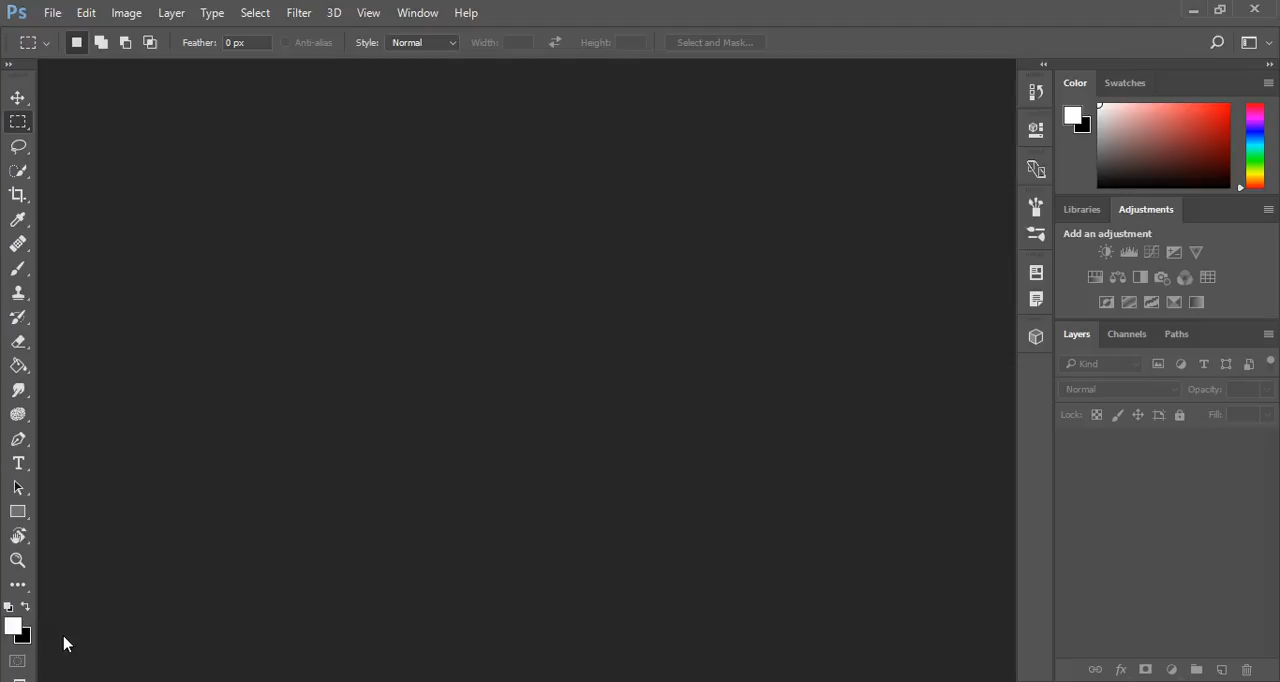 Ps File Edit Image Layer Type Select Filter 3D View Window Help
Feather: 0 px Anti-alias Style: Normal Width: Height: Select and Mask...
Color Swatches
Libraries Adjustments
Add an adjustment
Layers Channels Paths
Kind
Normal Opacity:
Lock: Fill:
T
fx